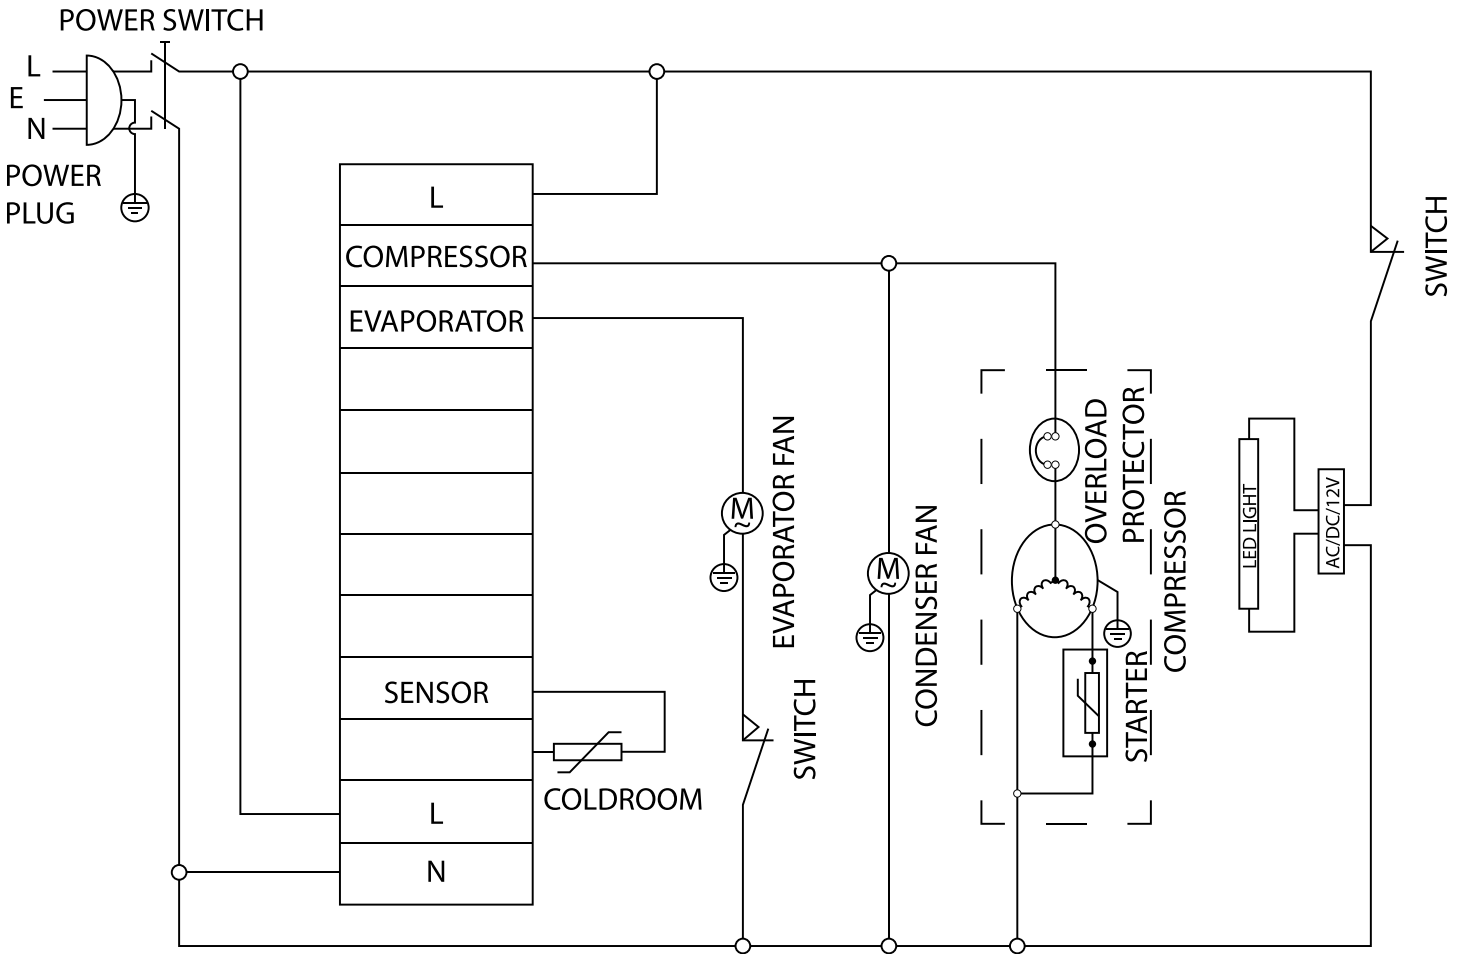 POWER SWITCH
L
E
N
POWER
PLUG
L
COMPRESSOR
EVAPORATOR
SENSOR
L
N
COLDROOM
M
~
EVAPORATOR FAN
SWITCH
M
~
CONDENSER FAN
OVERLOAD
PROTECTOR
COMPRESSOR
STARTER
LED LIGHT
AC/DC/12V
SWITCH